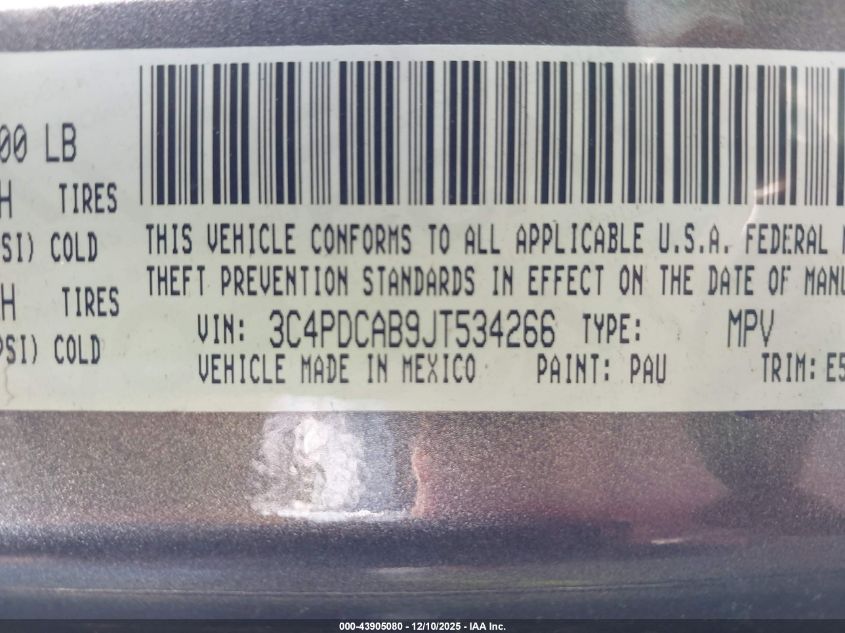 00 LB
H TIRES
SI) COLD
H TIRES
PSI) COLD
THIS VEHICLE CONFORMS TO ALL APPLICABLE U.S.A. FEDERAL
THEFT PREVENTION STANDARDS IN EFFECT ON THE DATE OF MANU
VIN: 3C4PDCAB9JT534266 TYPE: MPV
VEHICLE MADE IN MEXICO PAINT: PAU TRIM: E5
000-43905080 - 12/10/2025 - IAA Inc.